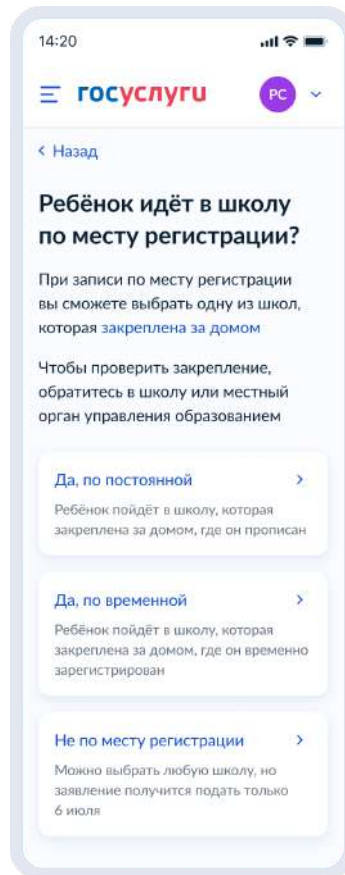 14:20
госуслуги
РС
Назад
Ребёнок идёт в школу
по месту регистрации?
При записи по месту регистрации
вы сможете выбрать одну из школ,
которая закреплена за домом
Чтобы проверить закрепление,
обратитесь в школу или местный
орган управления образованием
Да, по постоянной
Ребёнок пойдёт в школу, которая
закреплена за домом, где он прописан
Да, по временной
Ребёнок пойдёт в школу, которая
закреплена за домом, где он временно
зарегистрирован
Не по месту регистрации
Можно выбрать любую школу, но
заявление получится подать только
6 июля